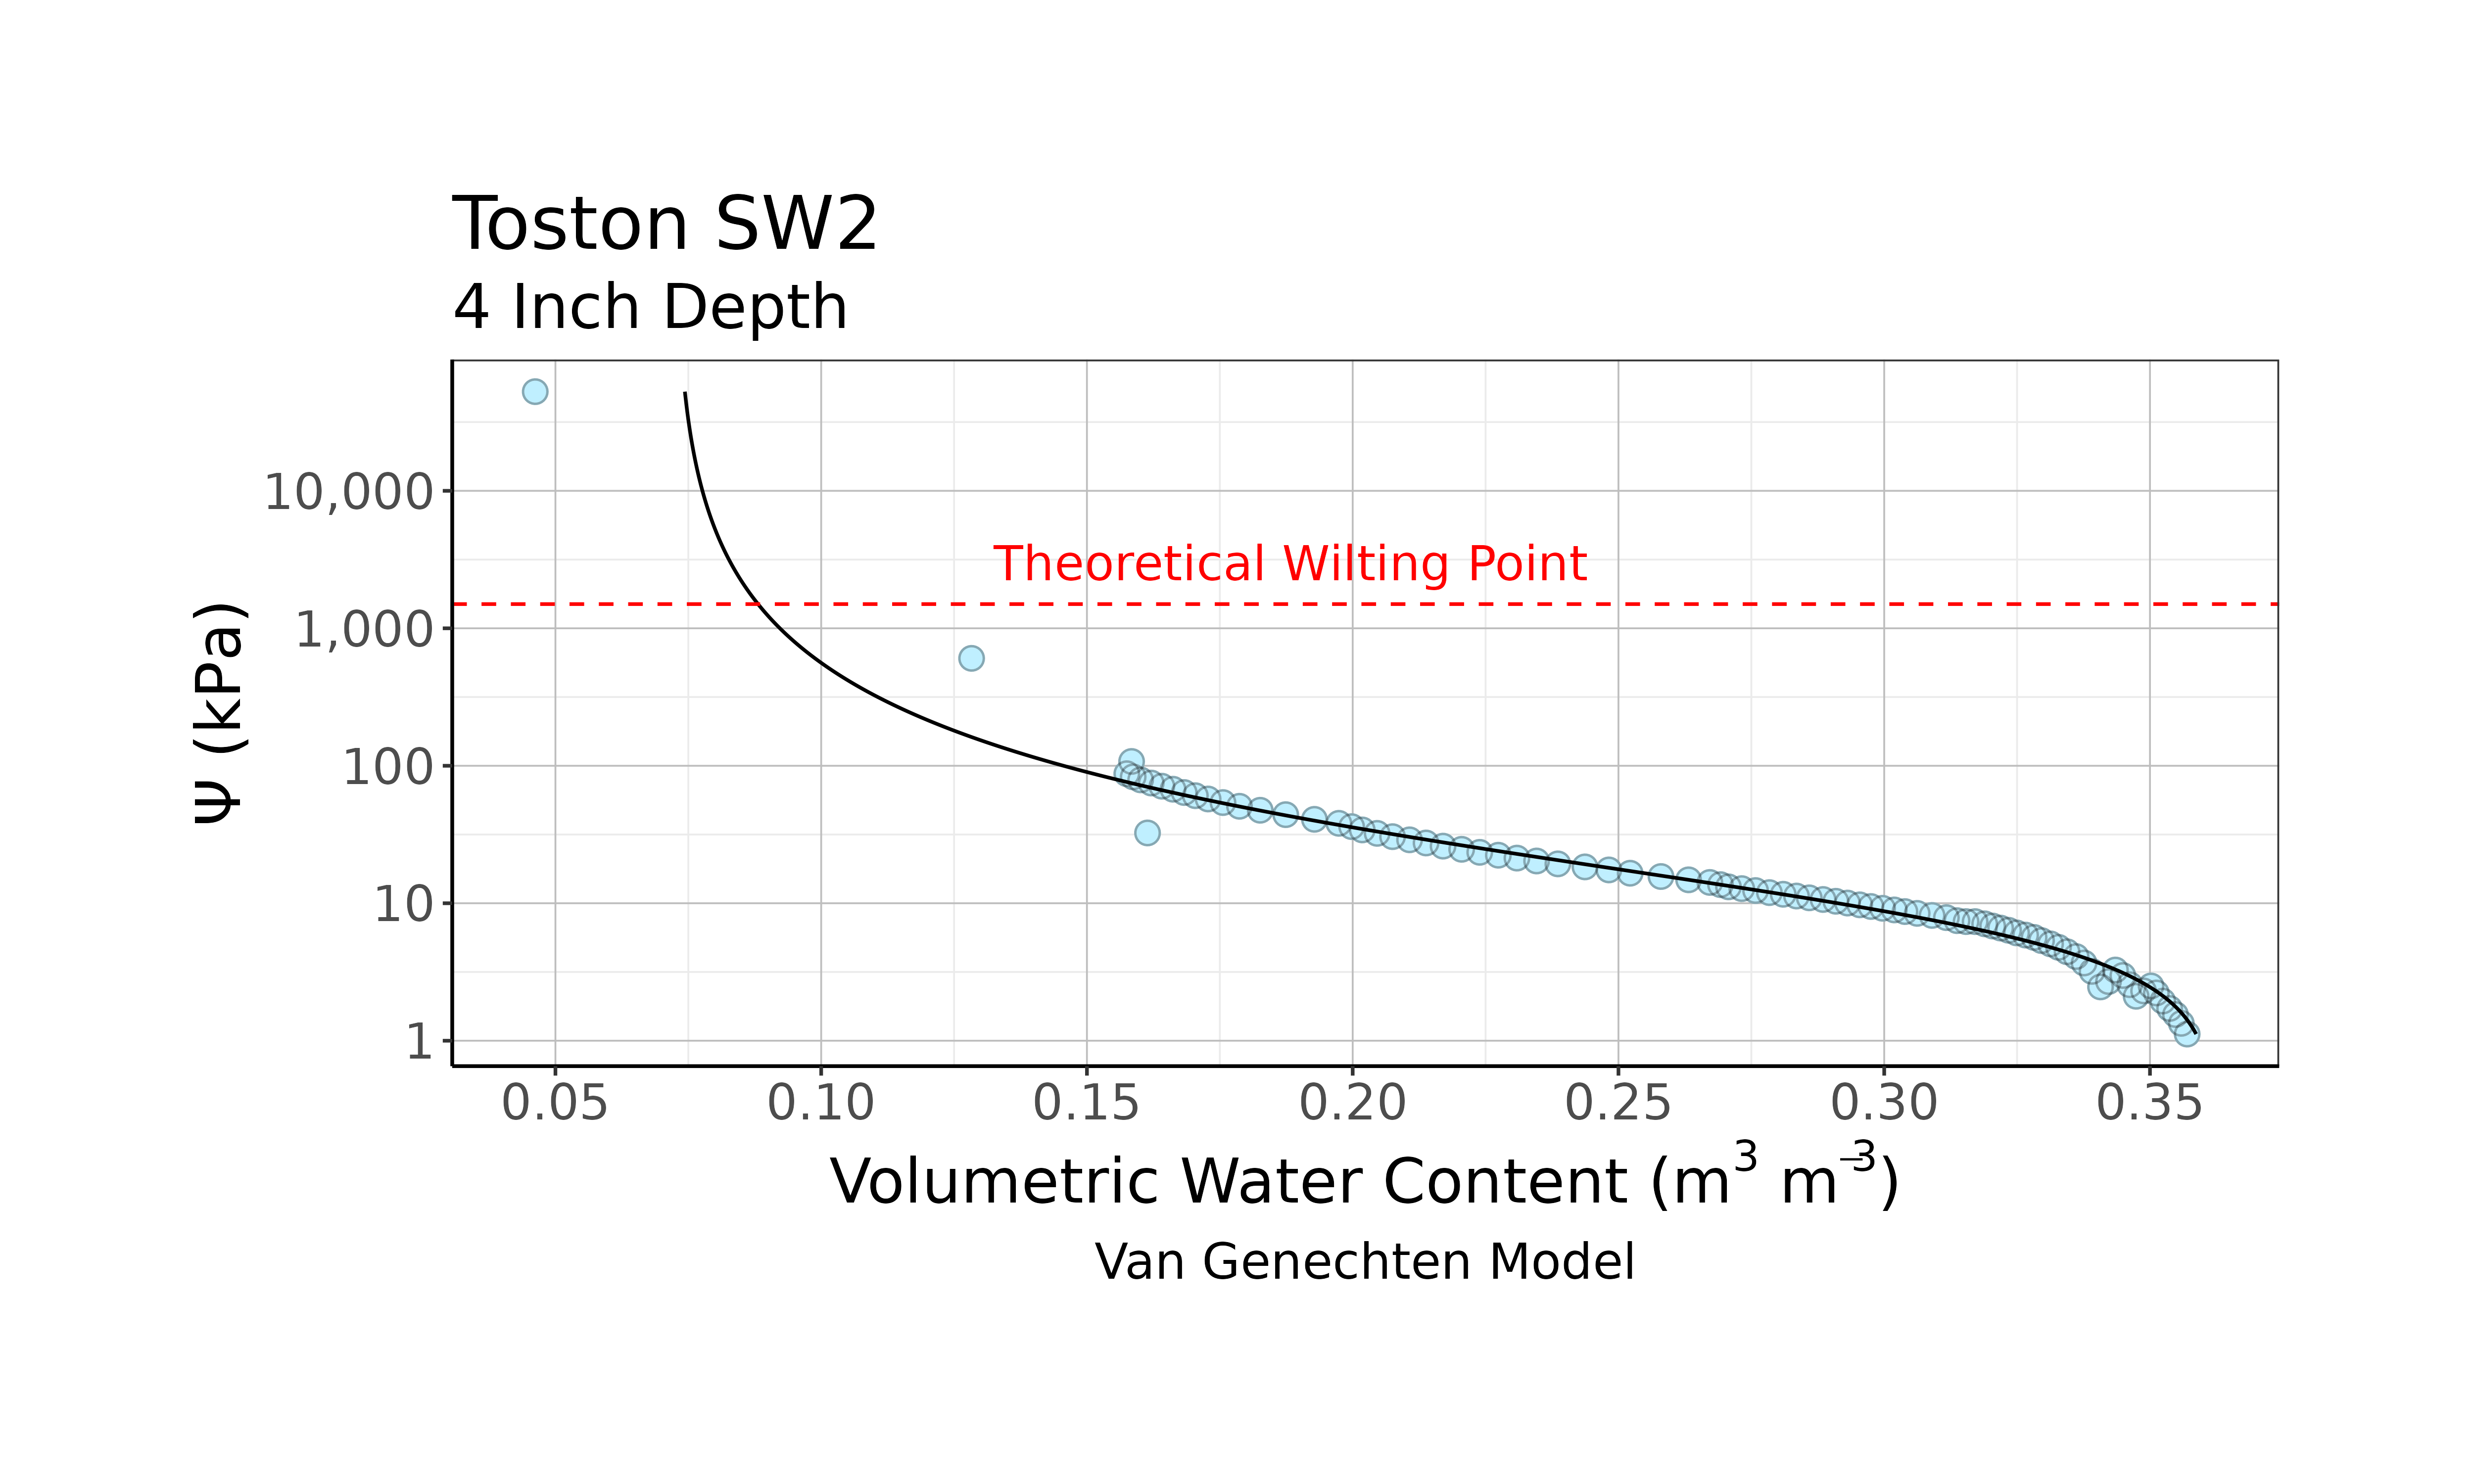 Toston SW2
4 Inch Depth
Ψ (kPa)
10,000
1,000
100
10
1
Theoretical Wilting Point
0.05 0.10 0.15 0.20 0.25 0.30 0.35
Volumetric Water Content (m³ m⁻³)
Van Genechten Model